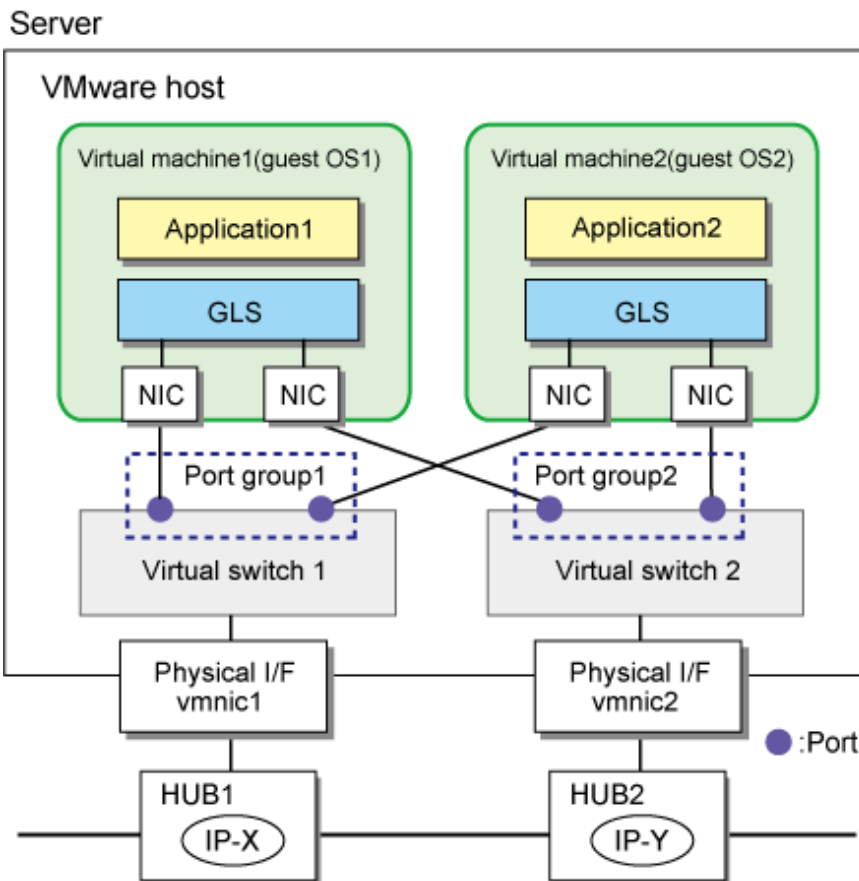 Server
VMware host
Virtual machine1(guest OS1)
Virtual machine2(guest OS2)
Application1
Application2
GLS
GLS
NIC
NIC
NIC
NIC
Port group1
Port group2
Virtual switch 1
Virtual switch 2
Physical I/F
vmnic1
Physical I/F
vmnic2
:Port
HUB1
IP-X
HUB2
IP-Y